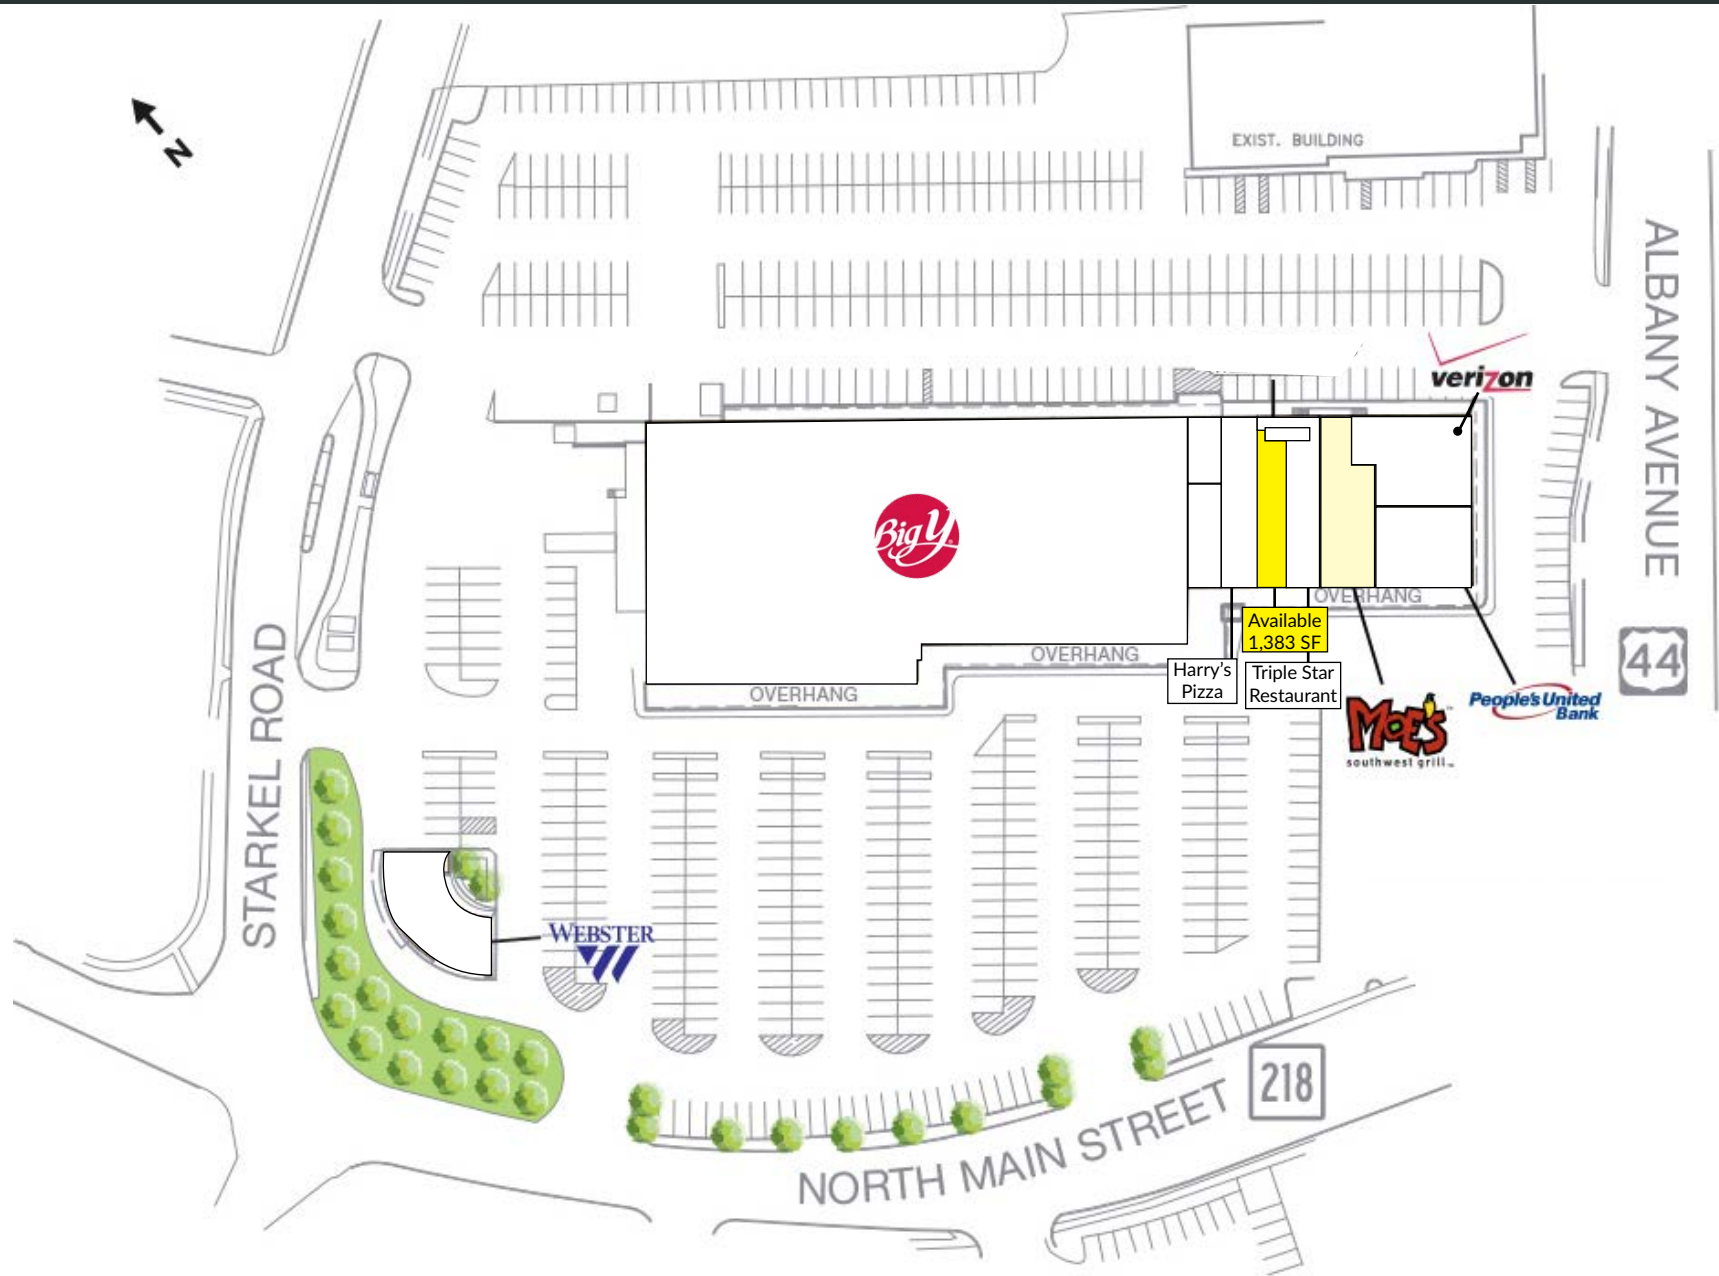 N
EXIST. BUILDING
ALBANY AVENUE
verizon
Big Y
OVERHANG
Available
1,383 SF
44
OVERHANG
Harry's
Pizza
Triple Star
Restaurant
OVERHANG
People's United
Bank
MOE'S
southwest grill
STARKEL ROAD
WEBSTER
218
NORTH MAIN STREET